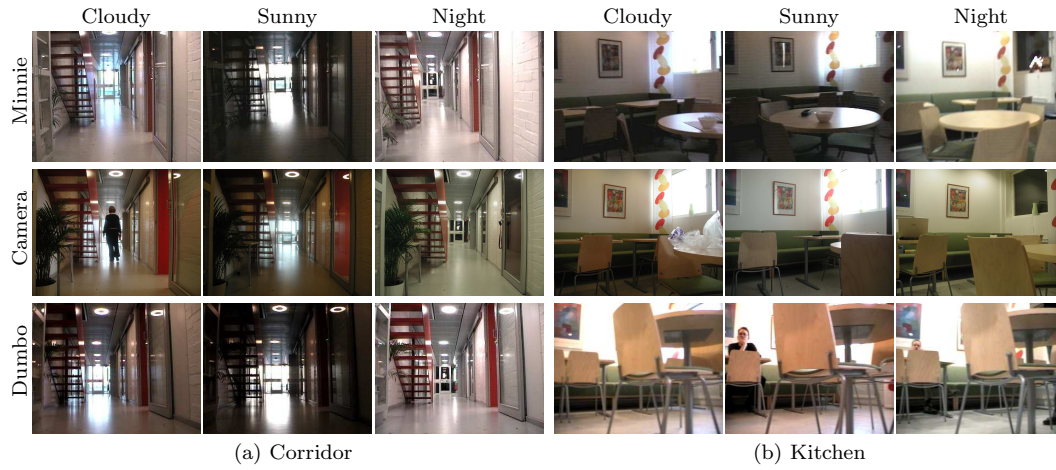 Cloudy Sunny Night Cloudy Sunny Night
Minnie
Camera
Dumbo
(a) Corridor (b) Kitchen